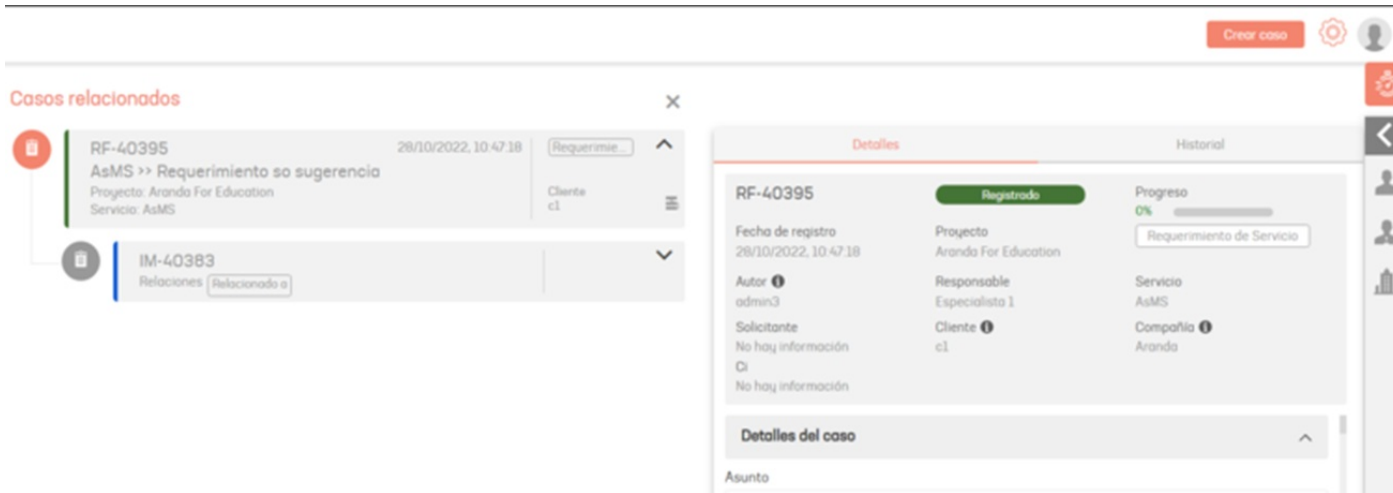 Crear caso
Casos relacionados
RF-40395
28/10/2022, 10:47:18
Requerimie...
AsMS >> Requerimiento so sugerencia
Proyecto: Aranda For Education
Servicio: AsMS
Cliente
c1
IM-40383
Relaciones Relacionado a
Detalles
Historial
RF-40395
Registrado
Progreso
0%
Fecha de registro
28/10/2022, 10:47:18
Proyecto
Aranda For Education
Requerimiento de Servicio
Autor
admin3
Responsable
Especialista 1
Servicio
AsMS
Solicitante
No hay información
Cliente
c1
Compañía
Aranda
Ci
No hay información
Detalles del caso
Asunto